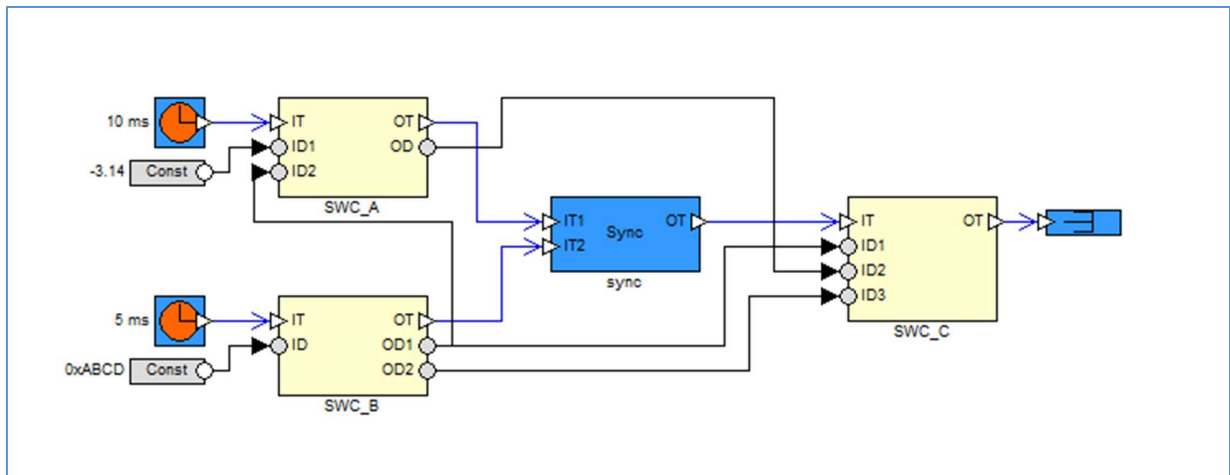 10 ms
-3.14
Const
IT
ID1
ID2
OT
OD
SWC_A
5 ms
0xABCD
Const
IT
ID
OT
OD1
OD2
SWC_B
IT1
IT2
Sync
OT
sync
IT
ID1
ID2
ID3
OT
SWC_C